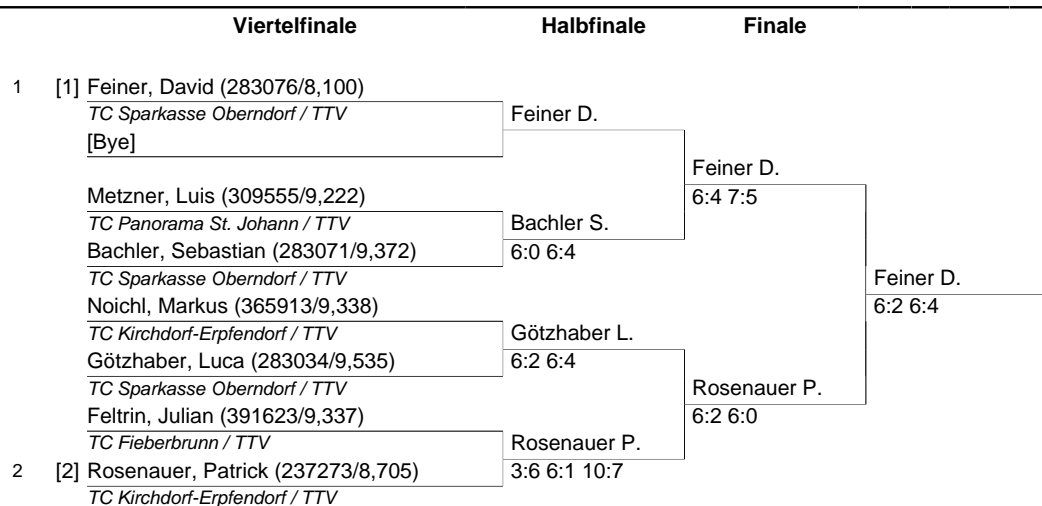 Viertelfinale Halbfinale Finale
1 [1] Feiner, David (283076/8,100)
TC Sparkasse Oberndorf / TTV Feiner D.
[Bye]
Feiner D.
Metzner, Luis (309555/9,222) 6:4 7:5
TC Panorama St. Johann / TTV Bachler S.
Bachler, Sebastian (283071/9,372) 6:0 6:4
TC Sparkasse Oberndorf / TTV Feiner D.
Noichl, Markus (365913/9,338) 6:2 6:4
TC Kirchdorf-Erpfendorf / TTV Götzhaber L.
Götzhaber, Luca (283034/9,535) 6:2 6:4
TC Sparkasse Oberndorf / TTV Rosenauer P.
Feltrin, Julian (391623/9,337) 6:2 6:0
TC Fieberbrunn / TTV Rosenauer P.
2 [2] Rosenauer, Patrick (237273/8,705) 3:6 6:1 10:7
TC Kirchdorf-Erpfendorf / TTV